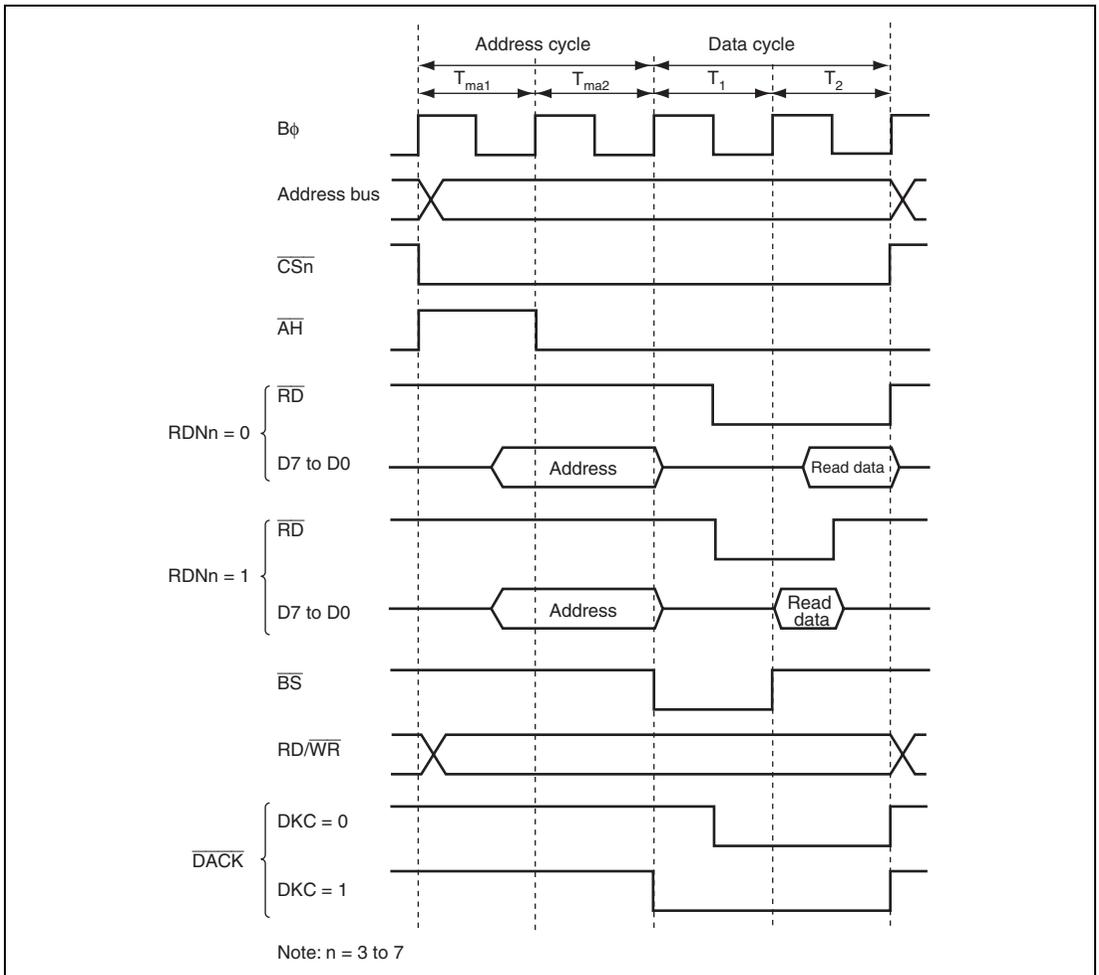 Address cycle Data cycle
Tma1 Tma2 T1 T2
Bφ
Address bus
CSn
AH
RD
RDNn = 0
D7 to D0 Address Read data
RD
RDNn = 1
D7 to D0 Address Read
data
BS
RD/WR
DKC = 0
DACK
DKC = 1
Note: n = 3 to 7